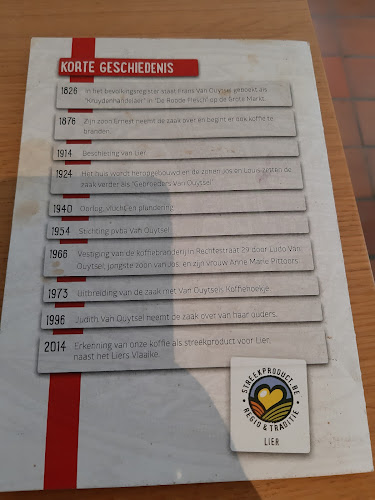 KORTE GESCHIEDENIS
1826 In het bevolkingsregister staat Frans Van Ouytsel geboekt als
"Kruydenhandelaer" in "De Roode Flesch" op de Grote Markt.
1876 Zijn zoon Ernest neemt de zaak over en begint er ook koffie te
branden.
1914 Beschieting van Lier.
1924 Het huis wordt heropgebouwd en de zonen Jos en Louis zetten de
zaak verder als "Gebroeders Van Ouytsel"
1940 Oorlog, vlucht en plundering.
1954 Stichting pvba Van Ouytsel
1966 Vestiging van de koffiebranderij in Rechtestraat 29 door Ludo Van
Ouytsel, jongste zoon van Jos, en zijn vrouw Anne Marie Pittoors.
1973 Uitbreiding van de zaak met Van Ouytsels Koffiehoekje.
1996 Judith Van Ouytsel neemt de zaak over van haar ouders.
2014 Erkenning van onze koffie als streekproduct voor Lier,
naast het Liers Vlaaike.
STREEKPRODUCT.BE
REGIO & TRADITIE
LIER